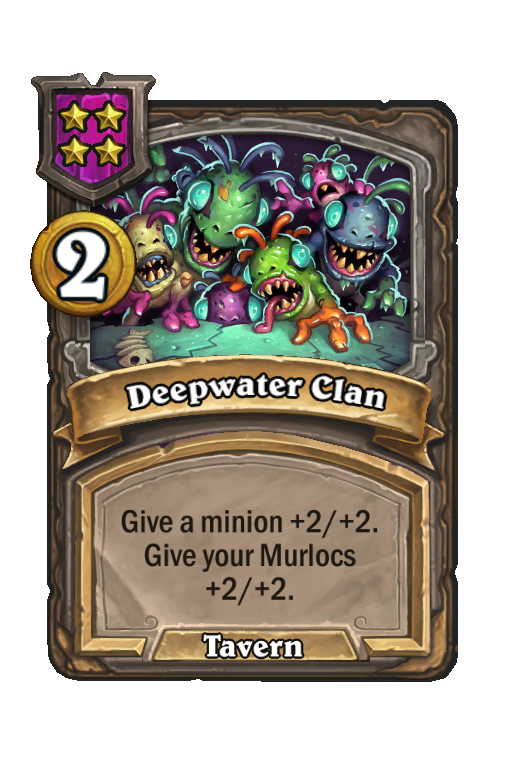 2
Deepwater Clan
Give a minion +2/+2.
Give your Murlocs
+2/+2.
Tavern